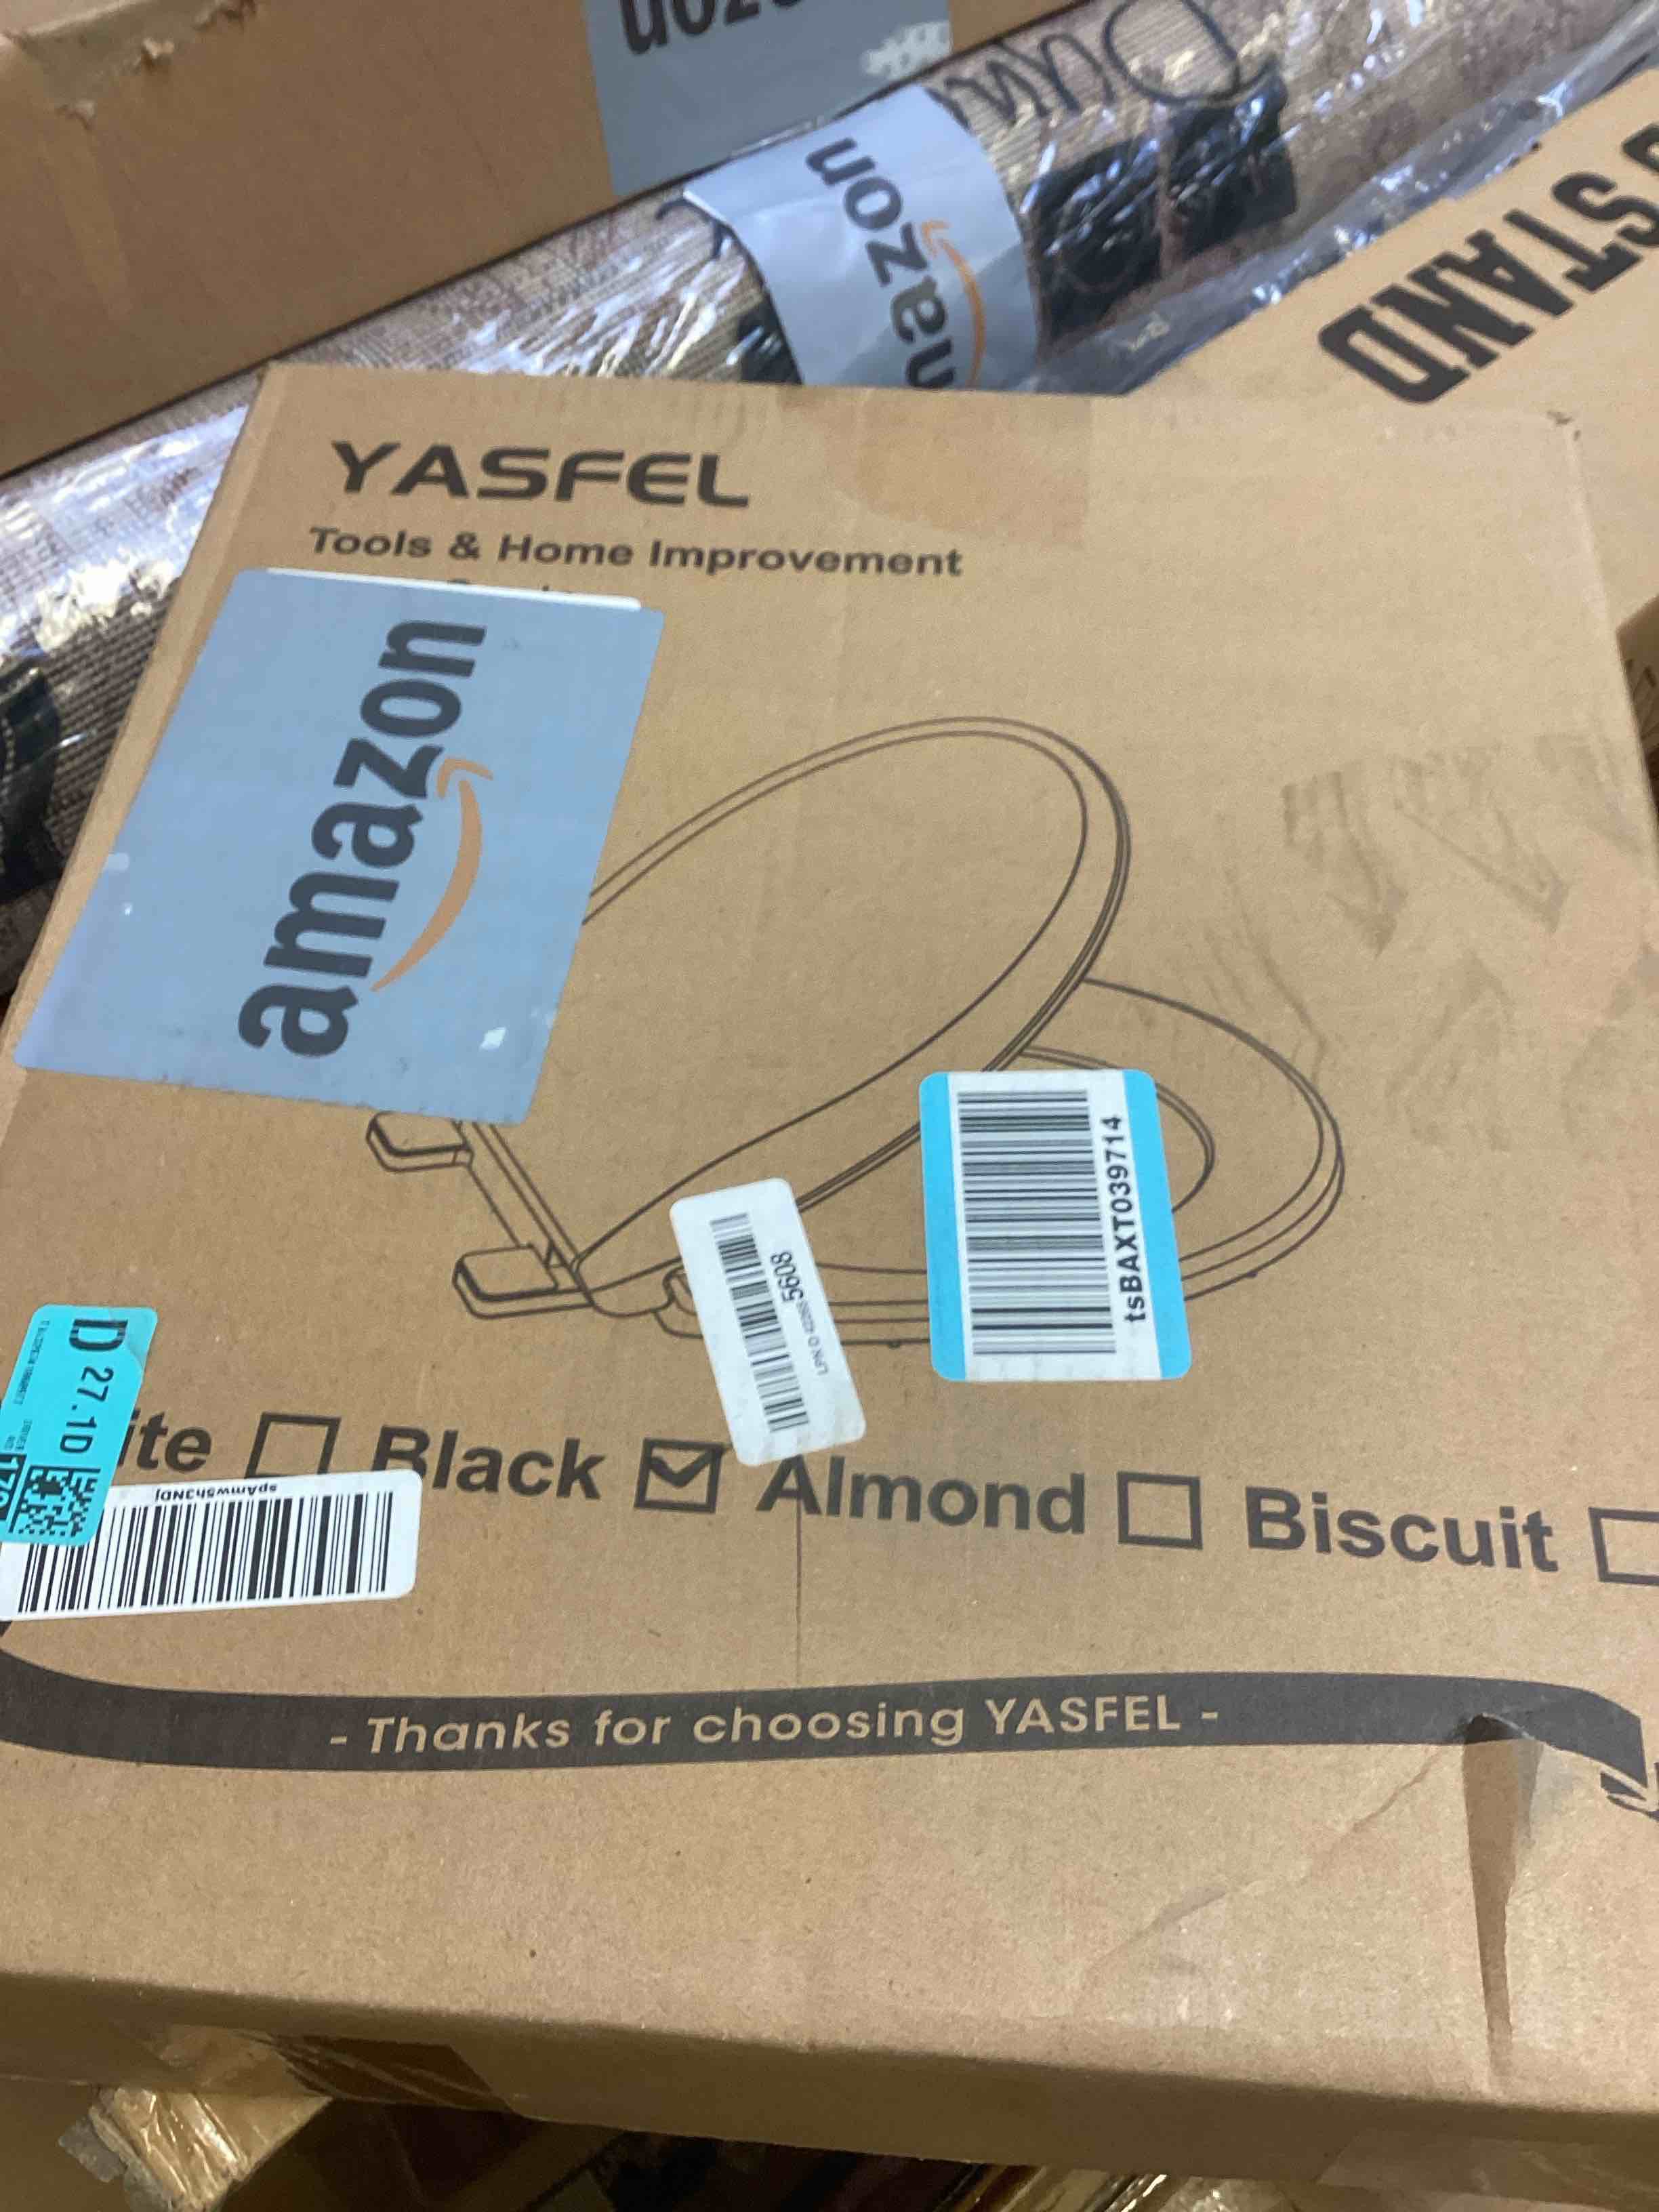 amazon
STAND
YASFEL
Tools & Home Improvement
amazon
tsBAXT039714
5608
D 27.1D
ite ☐ Black ☑ Almond ☐ Biscuit ☐
spAmw5h3NDj
- Thanks for choosing YASFEL -